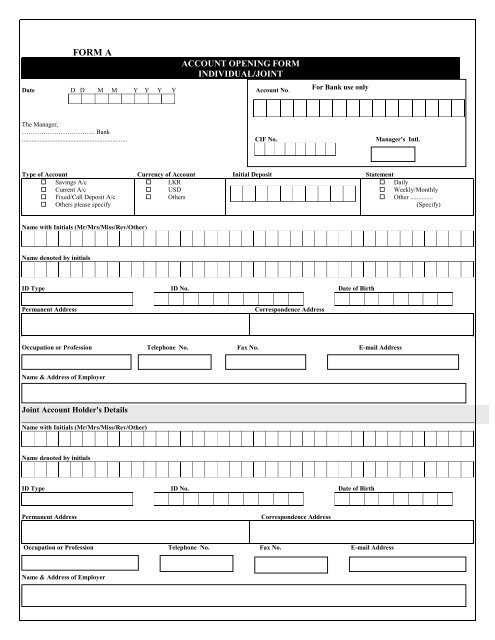 FORM A
ACCOUNT OPENING FORM
INDIVIDUAL/JOINT
Date D D M M Y Y Y Y Account No. For Bank use only
The Manager,
..................................... Bank
................................................................
CIF No. Manager's Intl.
Type of Account Currency of Account Initial Deposit Statement
Savings A/c LKR Daily
Current A/c USD Weekly/Monthly
Fixed/Call Deposit A/c Others Other .............
Others please specify (Specify)
Name with Initials (Mr/Mrs/Miss/Rev/Other)
Name denoted by initials
ID Type ID No. Date of Birth
Permanent Address Correspondence Address
Occupation or Profession Telephone No. Fax No. E-mail Address
Name & Address of Employer
Joint Account Holder's Details
Name with Initials (Mr/Mrs/Miss/Rev/Other)
Name denoted by initials
ID Type ID No. Date of Birth
Permanent Address Correspondence Address
Occupation or Profession Telephone No. Fax No. E-mail Address
Name & Address of Employer